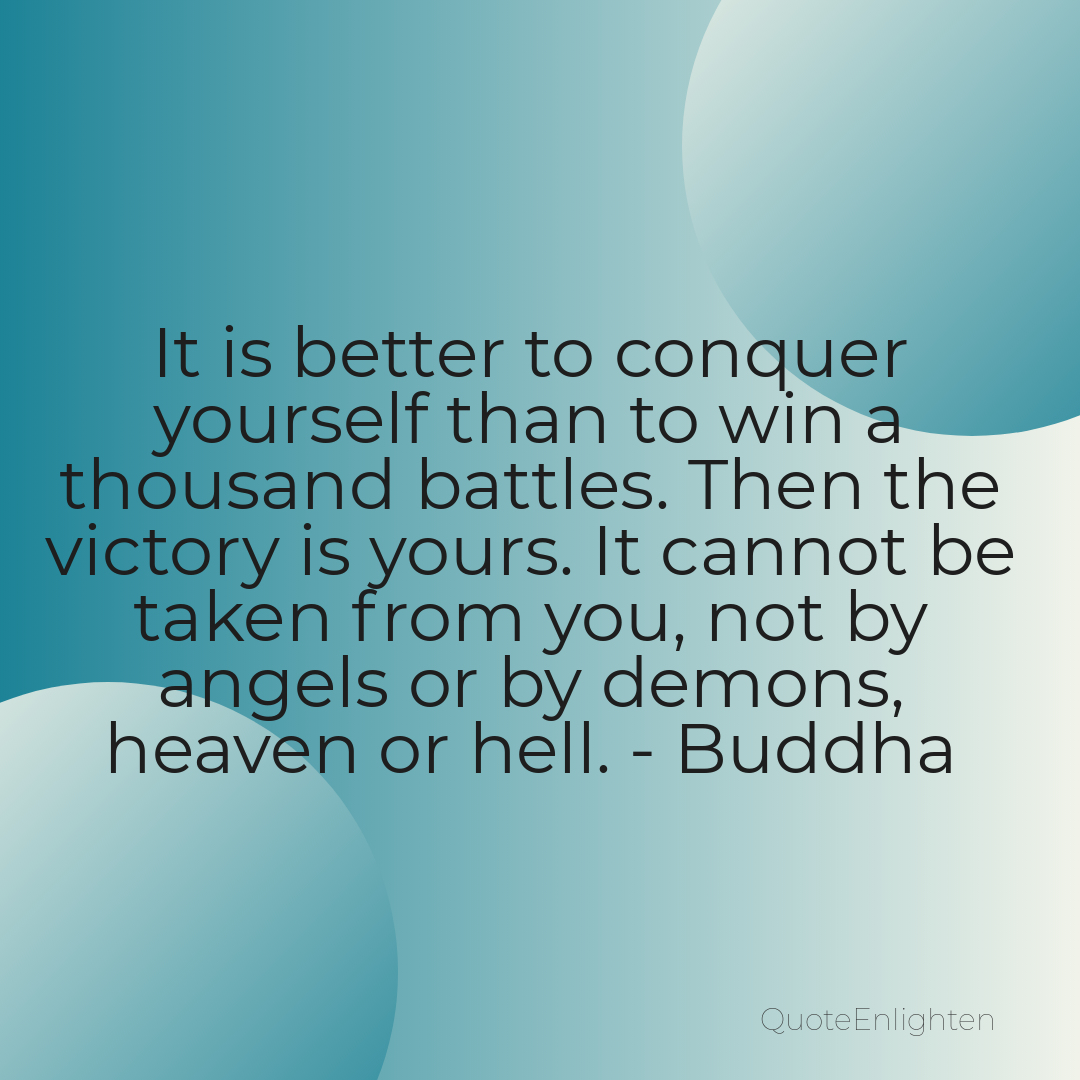 It is better to conquer
yourself than to win a
thousand battles. Then the
victory is yours. It cannot be
taken from you, not by
angels or by demons,
heaven or hell. - Buddha
QuoteEnlighten